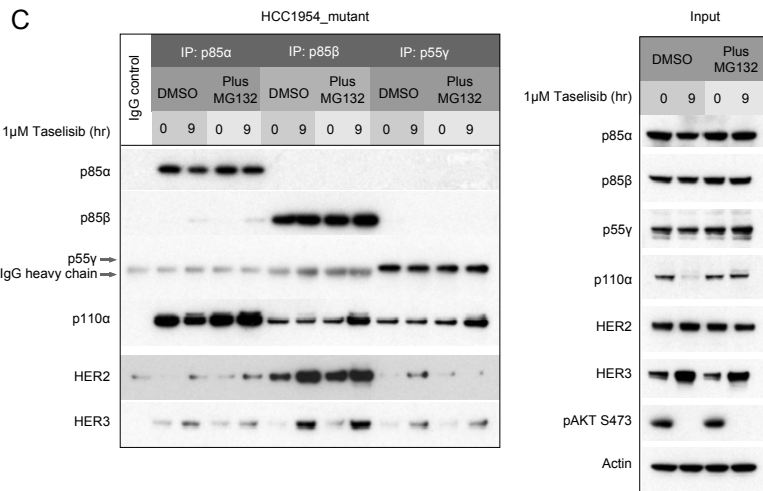 C
HCC1954_mutant
IgG control
IP: p85α IP: p85β IP: p55γ
DMSO Plus MG132 DMSO Plus MG132 DMSO Plus MG132
1µM Taselisib (hr) 0 9 0 9 0 9 0 9 0 9 0 9
p85α
p85β
p55γ
IgG heavy chain
p110α
HER2
HER3
Input
DMSO Plus MG132
1µM Taselisib (hr) 0 9 0 9
p85α
p85β
p55γ
p110α
HER2
HER3
pAKT S473
Actin